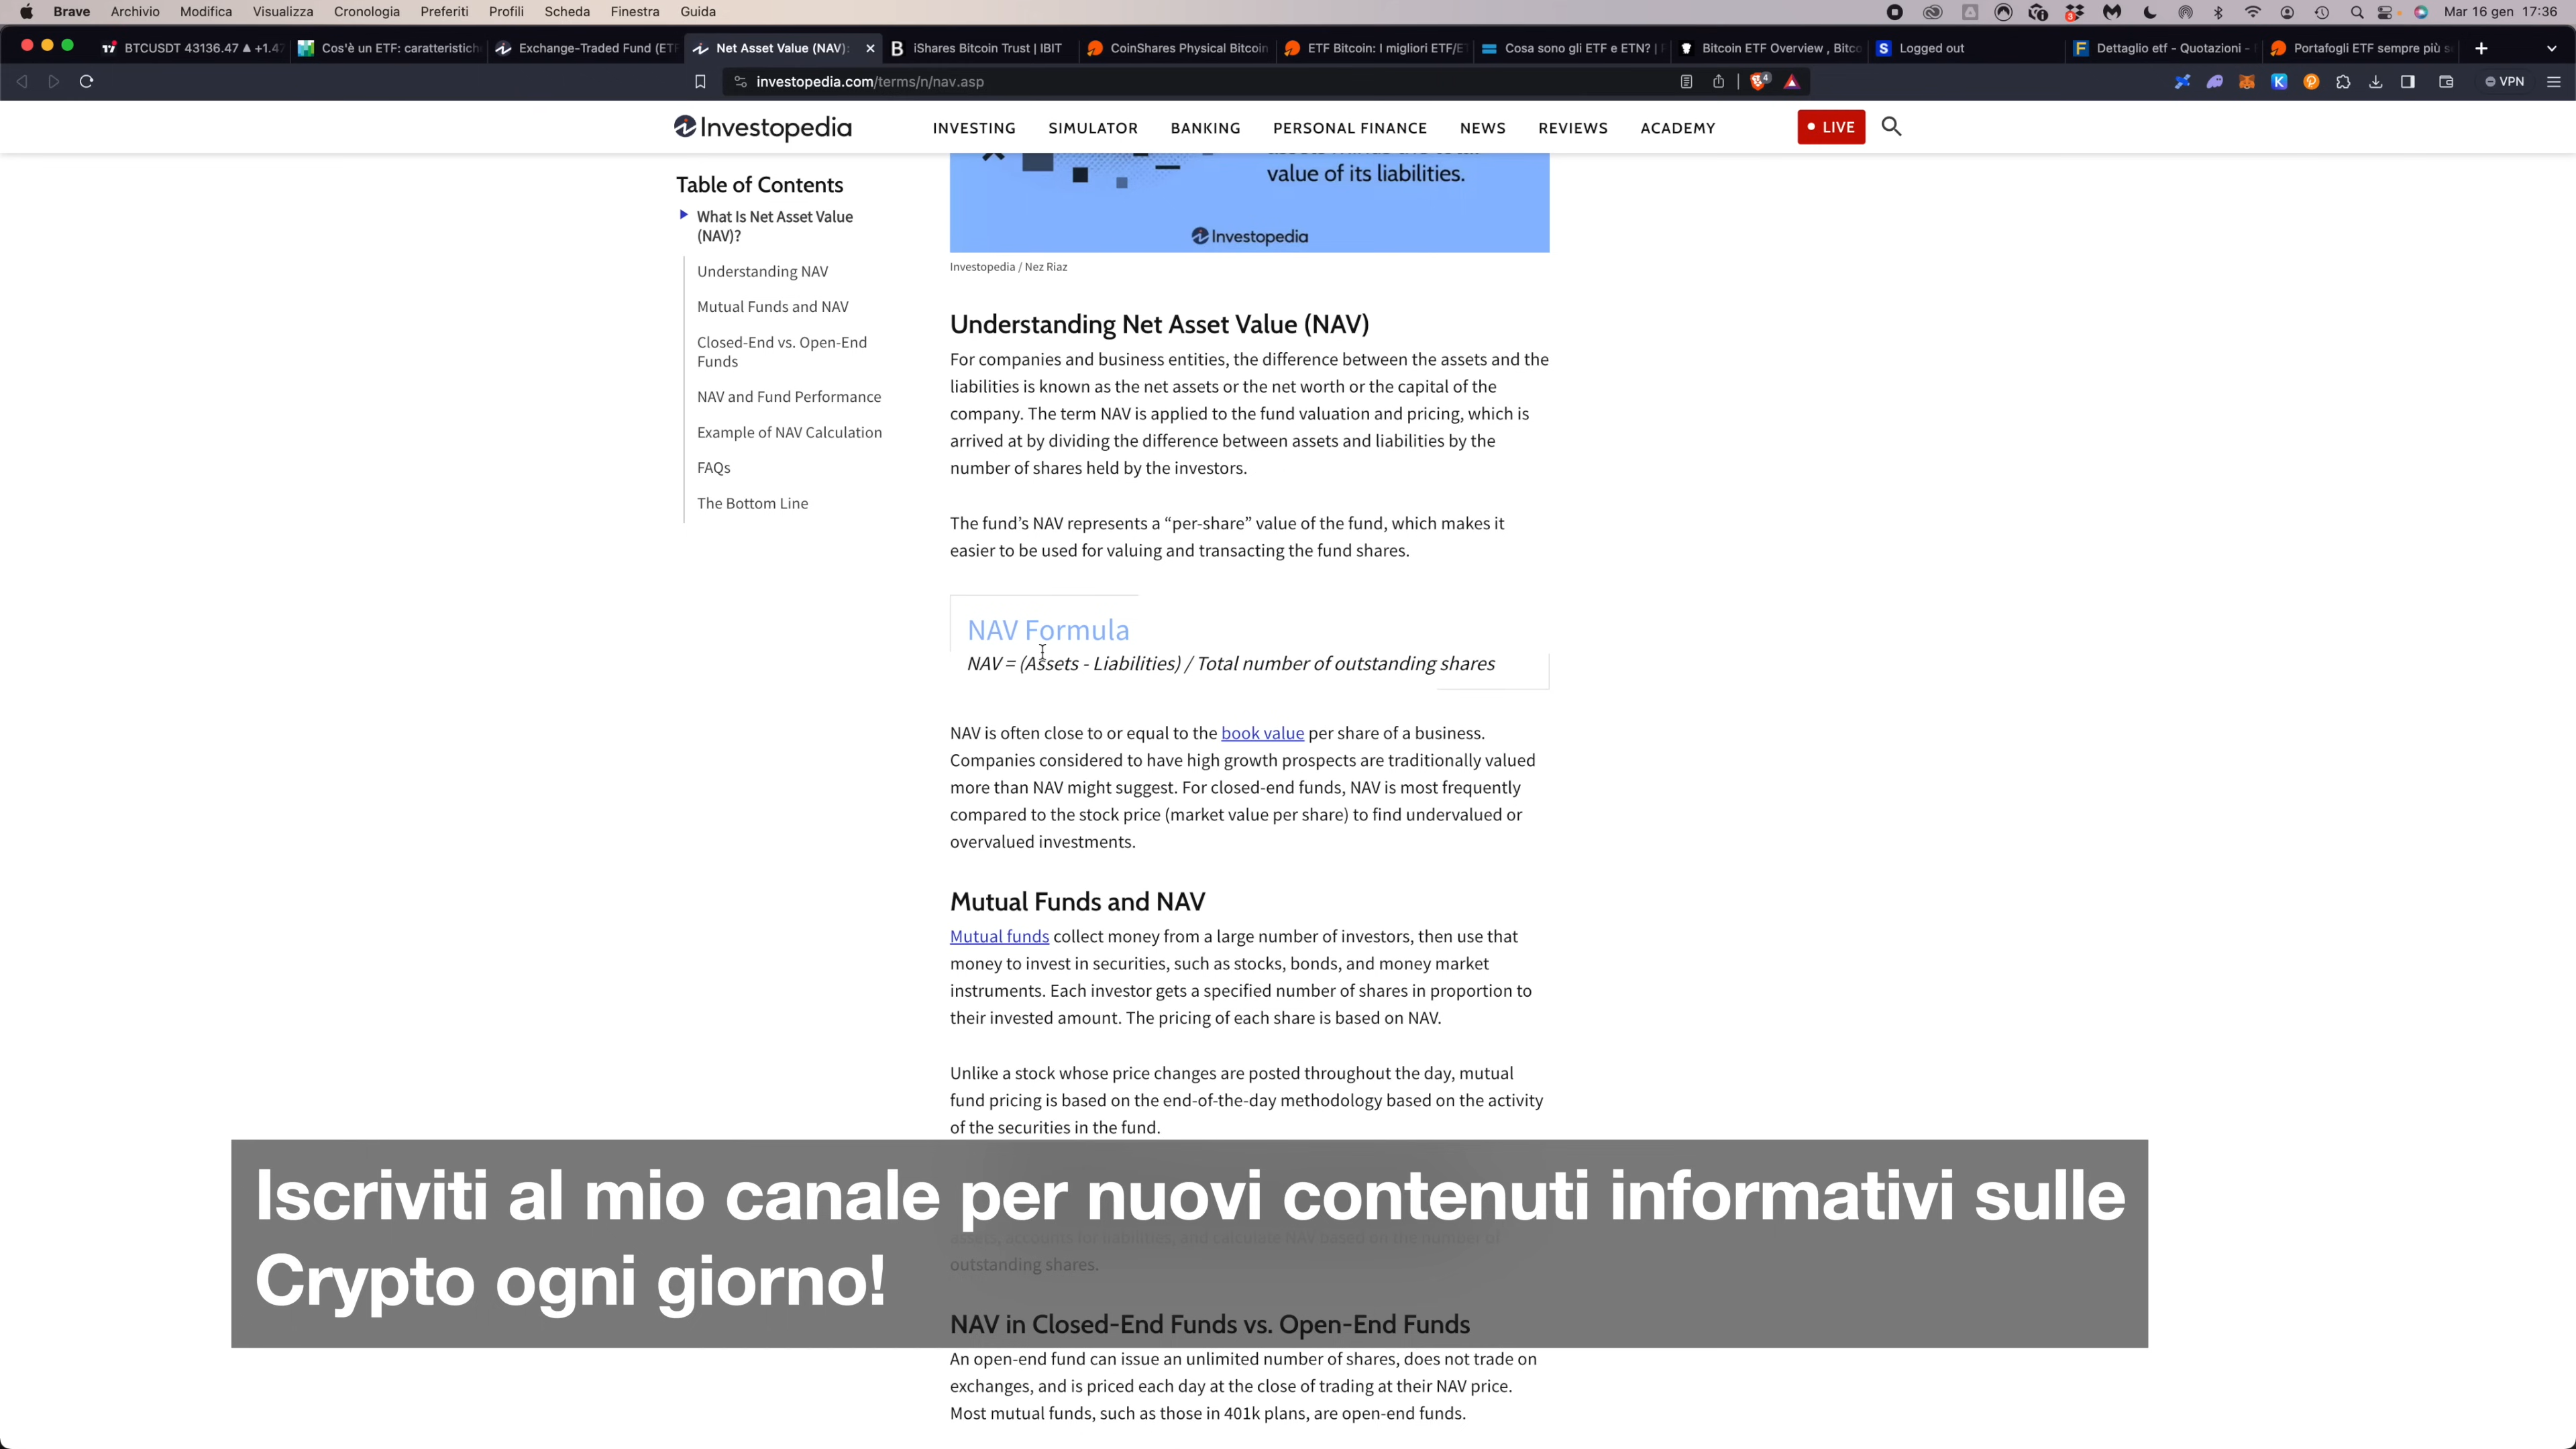 Brave Archivio Modifica Visualizza Cronologia Preferiti Profili Scheda Finestra Guida Mar 16 gen 17:36
BTCUSDT 43136.47 ▲ +1.4 Cos'è un ETF: caratteristich Exchange-Traded Fund (ETF Net Asset Value (NAV): iShares Bitcoin Trust | IBIT CoinShares Physical Bitcoin ETF Bitcoin: I migliori ETF/E Cosa sono gli ETF e ETN? | Bitcoin ETF Overview , Bitco Logged out Dettaglio etf - Quotazioni - Portafogli ETF sempre più s
investopedia.com/terms/n/nav.asp 4 VPN
Investopedia INVESTING SIMULATOR BANKING PERSONAL FINANCE NEWS REVIEWS ACADEMY LIVE
Table of Contents
What Is Net Asset Value
(NAV)?
Understanding NAV
Mutual Funds and NAV
Closed-End vs. Open-End
Funds
NAV and Fund Performance
Example of NAV Calculation
FAQs
The Bottom Line
value of its liabilities.
Investopedia
Investopedia / Nez Riaz
Understanding Net Asset Value (NAV)
For companies and business entities, the difference between the assets and the
liabilities is known as the net assets or the net worth or the capital of the
company. The term NAV is applied to the fund valuation and pricing, which is
arrived at by dividing the difference between assets and liabilities by the
number of shares held by the investors.
The fund's NAV represents a “per-share” value of the fund, which makes it
easier to be used for valuing and transacting the fund shares.
NAV Formula
NAV = (Assets - Liabilities) / Total number of outstanding shares
NAV is often close to or equal to the book value per share of a business.
Companies considered to have high growth prospects are traditionally valued
more than NAV might suggest. For closed-end funds, NAV is most frequently
compared to the stock price (market value per share) to find undervalued or
overvalued investments.
Mutual Funds and NAV
Mutual funds collect money from a large number of investors, then use that
money to invest in securities, such as stocks, bonds, and money market
instruments. Each investor gets a specified number of shares in proportion to
their invested amount. The pricing of each share is based on NAV.
Unlike a stock whose price changes are posted throughout the day, mutual
fund pricing is based on the end-of-the-day methodology based on the activity
of the securities in the fund.
Iscriviti al mio canale per nuovi contenuti informativi sulle
Crypto ogni giorno!
assets, accounts for liabilities, and calculate NAV based on the number of
outstanding shares.
NAV in Closed-End Funds vs. Open-End Funds
An open-end fund can issue an unlimited number of shares, does not trade on
exchanges, and is priced each day at the close of trading at their NAV price.
Most mutual funds, such as those in 401k plans, are open-end funds.